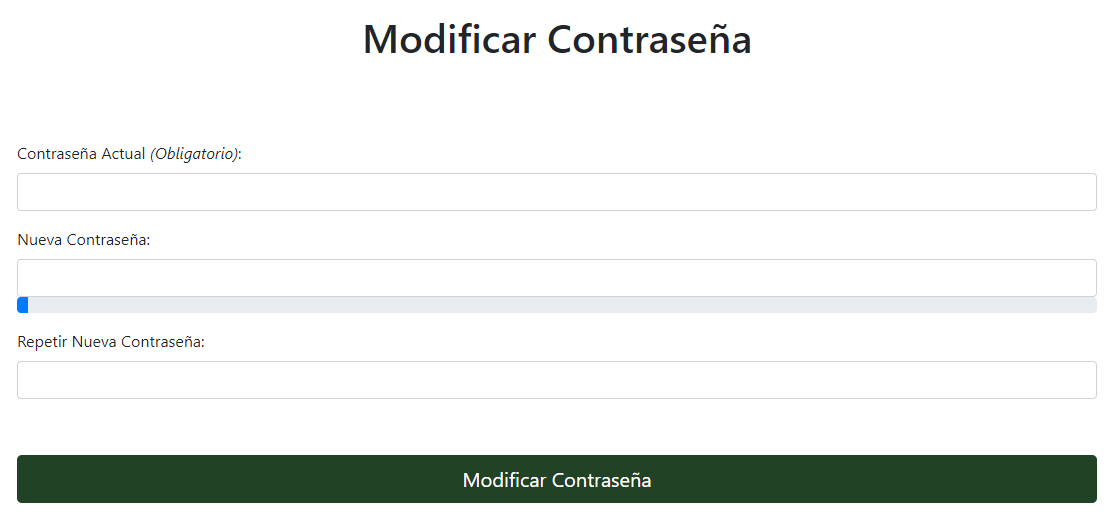 Modificar Contraseña
Contraseña Actual (Obligatorio):
Nueva Contraseña:
Repetir Nueva Contraseña:
Modificar Contraseña